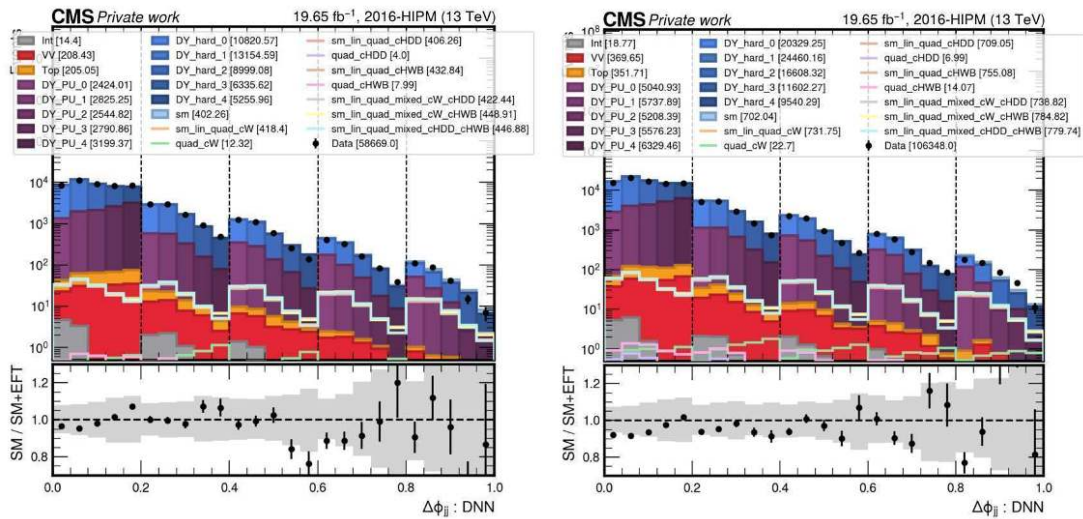 CMS Private work 19.65 fb⁻¹, 2016-HIPM (13 TeV)
Int [14.4]
VV [208.43]
Top [205.05]
DY_PU_0 [2424.01]
DY_PU_1 [2825.25]
DY_PU_2 [2544.82]
DY_PU_3 [2790.86]
DY_PU_4 [3199.37]
DY_hard_0 [10820.57]
DY_hard_1 [13154.59]
DY_hard_2 [8999.08]
DY_hard_3 [6335.62]
DY_hard_4 [5255.96]
sm [402.26]
sm_lin_quad_cW [418.4]
quad_cW [12.32]
sm_lin_quad_cHDD [406.26]
quad_cHDD [4.0]
sm_lin_quad_cHWB [432.84]
quad_cHWB [7.99]
sm_lin_quad_mixed_cW_cHDD [422.44]
sm_lin_quad_mixed_cW_cHWB [448.91]
sm_lin_quad_mixed_cHDD_cHWB [446.88]
Data [58669.0]
10⁴
10³
10²
10¹
10⁰
SM / SM+EFT
1.2
1.0
0.8
0.0 0.2 0.4 0.6 0.8 1.0
Δϕjj : DNN
CMS Private work 19.65 fb⁻¹, 2016-HIPM (13 TeV)
10⁸
Int [18.77]
VV [369.65]
Top [351.71]
DY_PU_0 [5040.93]
DY_PU_1 [5737.89]
DY_PU_2 [5208.39]
DY_PU_3 [5576.23]
DY_PU_4 [6329.46]
DY_hard_0 [20329.25]
DY_hard_1 [24460.16]
DY_hard_2 [16608.32]
DY_hard_3 [11602.27]
DY_hard_4 [9540.29]
sm [702.04]
sm_lin_quad_cW [731.75]
quad_cW [22.7]
sm_lin_quad_cHDD [709.05]
quad_cHDD [6.99]
sm_lin_quad_cHWB [755.08]
quad_cHWB [14.07]
sm_lin_quad_mixed_cW_cHDD [738.82]
sm_lin_quad_mixed_cW_cHWB [784.82]
sm_lin_quad_mixed_cHDD_cHWB [779.74]
Data [106348.0]
10⁴
10³
10²
10¹
10⁰
SM / SM+EFT
1.2
1.0
0.8
0.0 0.2 0.4 0.6 0.8 1.0
Δϕjj : DNN